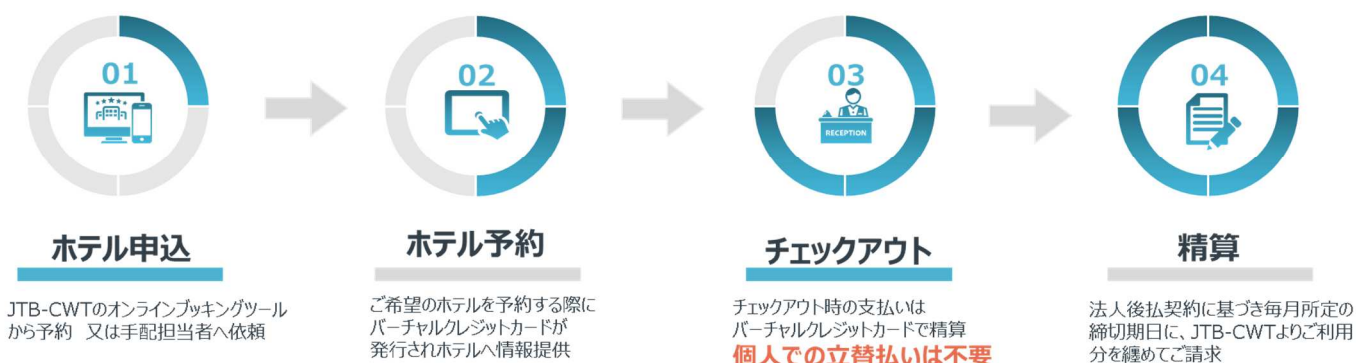 01
ホテル申込
JTB-CWTのオンラインブッキングツール
から予約 又は手配担当者へ依頼
02
ホテル予約
ご希望のホテルを予約する際に
バーチャルクレジットカードが
発行されホテルへ情報提供
03
RECEPTION
チェックアウト
チェックアウト時の支払いは
バーチャルクレジットカードで精算
個人での立替払いは不要
04
精算
法人後払契約に基づき毎月所定の
締切期日に、JTB-CWTよりご利用
分を纏めてご請求